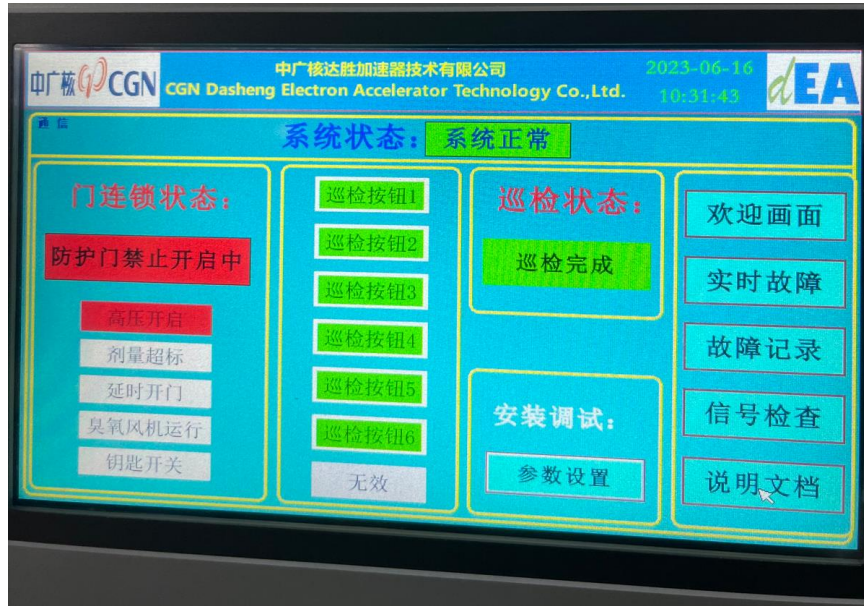 中广核 CGN
中广核达胜加速器技术有限公司
CGN Dasheng Electron Accelerator Technology Co.,Ltd.
2023-06-16
10:31:43
dEA
通信
系统状态： 系统正常
门连锁状态：
防护门禁止开启中
高压开启
剂量超标
延时开门
臭氧风机运行
钥匙开关
巡检按钮1
巡检按钮2
巡检按钮3
巡检按钮4
巡检按钮5
巡检按钮6
无效
巡检状态：
巡检完成
安装调试：
参数设置
欢迎画面
实时故障
故障记录
信号检查
说明文档